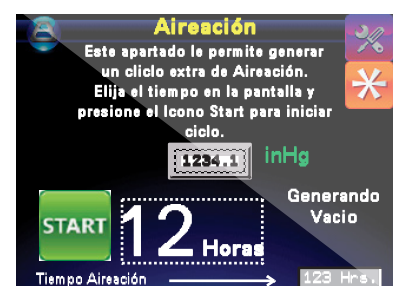 Aireación
Este apartado le permite generar
un cliclo extra de Aireación.
Elija el tiempo en la pantalla y
presione el Icono Start para iniciar
ciclo.
1234.1 inHg
Generando
Vacio
START
12 Horas
Tiempo Aireación 123 Hrs.